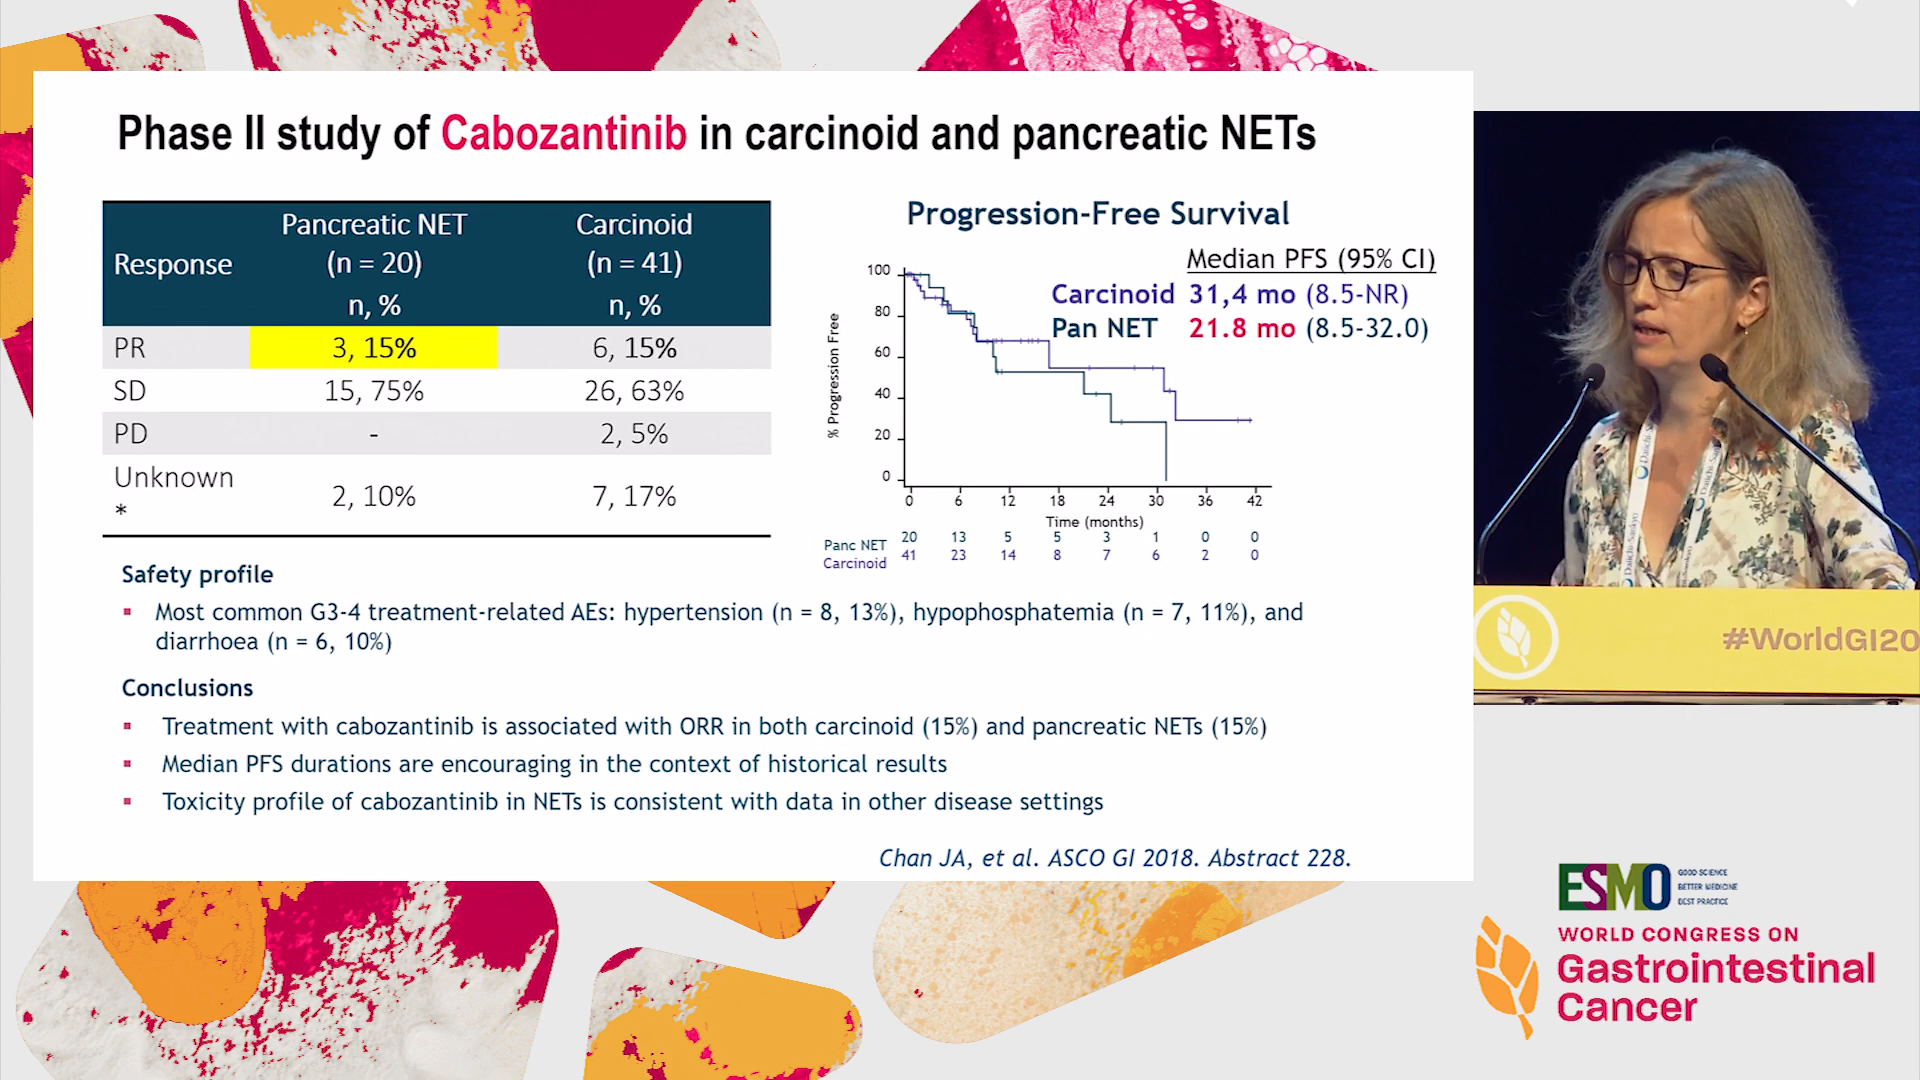 Phase II study of Cabozantinib in carcinoid and pancreatic NETs
Response
Pancreatic NET
(n = 20)
n, %
Carcinoid
(n = 41)
n, %
PR 3, 15% 6, 15%
SD 15, 75% 26, 63%
PD - 2, 5%
Unknown
*
2, 10% 7, 17%
Progression-Free Survival
Median PFS (95% CI)
Carcinoid 31,4 mo (8.5-NR)
Pan NET 21.8 mo (8.5-32.0)
% Progression Free
100
80
60
40
20
0
0 6 12 18 24 30 36 42
Time (months)
Panc NET 20 13 5 5 3 1 0 0
Carcinoid 41 23 14 8 7 6 2 0
Safety profile
▪ Most common G3-4 treatment-related AEs: hypertension (n = 8, 13%), hypophosphatemia (n = 7, 11%), and
diarrhoea (n = 6, 10%)
Conclusions
▪ Treatment with cabozantinib is associated with ORR in both carcinoid (15%) and pancreatic NETs (15%)
▪ Median PFS durations are encouraging in the context of historical results
▪ Toxicity profile of cabozantinib in NETs is consistent with data in other disease settings
Chan JA, et al. ASCO GI 2018. Abstract 228.
Daiichi-Sankyo
#WorldGI20
ESMO
GOOD SCIENCE
BETTER MEDICINE
BEST PRACTICE
WORLD CONGRESS ON
Gastrointestinal
Cancer